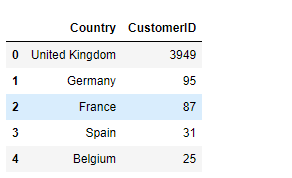 Country CustomerID
0 United Kingdom 3949
1 Germany 95
2 France 87
3 Spain 31
4 Belgium 25